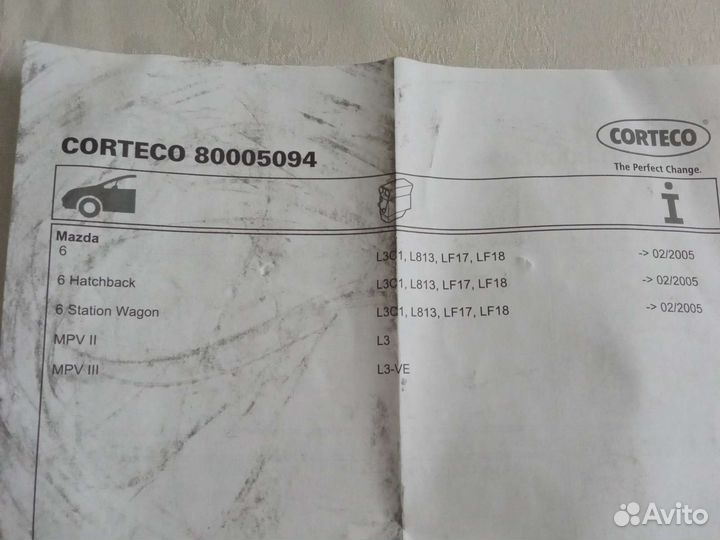 CORTECO 80005094
CORTECO
The Perfect Change.
i
Mazda
6 L3C1, L813, LF17, LF18 -> 02/2005
6 Hatchback L3C1, L813, LF17, LF18 -> 02/2005
6 Station Wagon L3C1, L813, LF17, LF18 -> 02/2005
MPV II L3
MPV III L3-VE
Avito